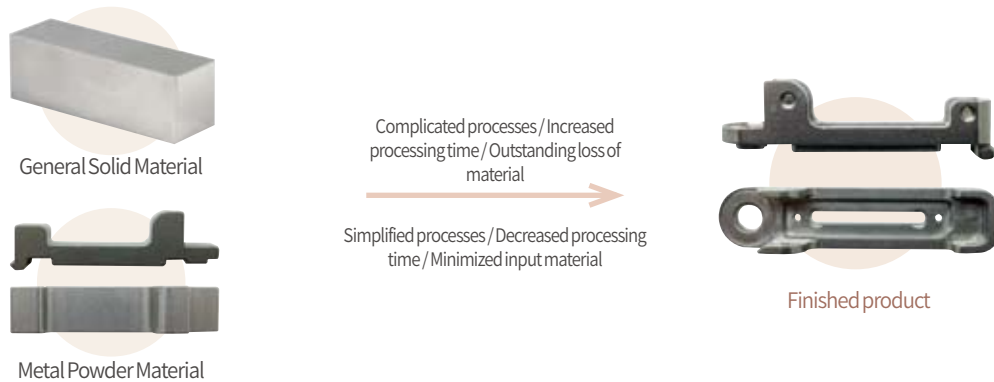 General Solid Material
Complicated processes / Increased
processing time / Outstanding loss of
material
Simplified processes / Decreased processing
time / Minimized input material
Metal Powder Material
Finished product